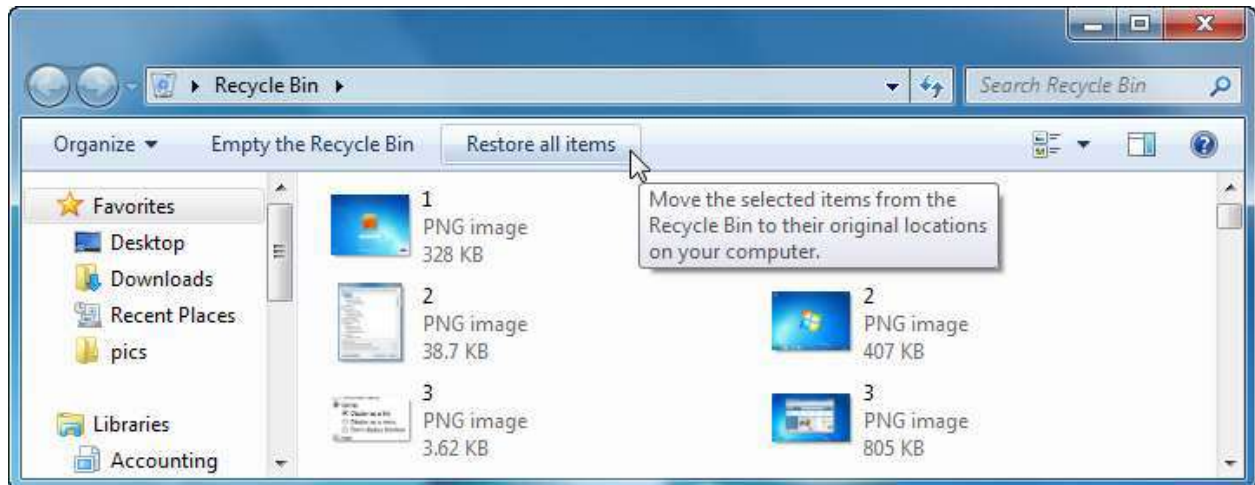 Recycle Bin
Search Recycle Bin
Organize
Empty the Recycle Bin
Restore all items
Move the selected items from the
Recycle Bin to their original locations
on your computer.
Favorites
Desktop
Downloads
Recent Places
pics
Libraries
Accounting
1
PNG image
328 KB
2
PNG image
38.7 KB
2
PNG image
407 KB
3
PNG image
3.62 KB
3
PNG image
805 KB